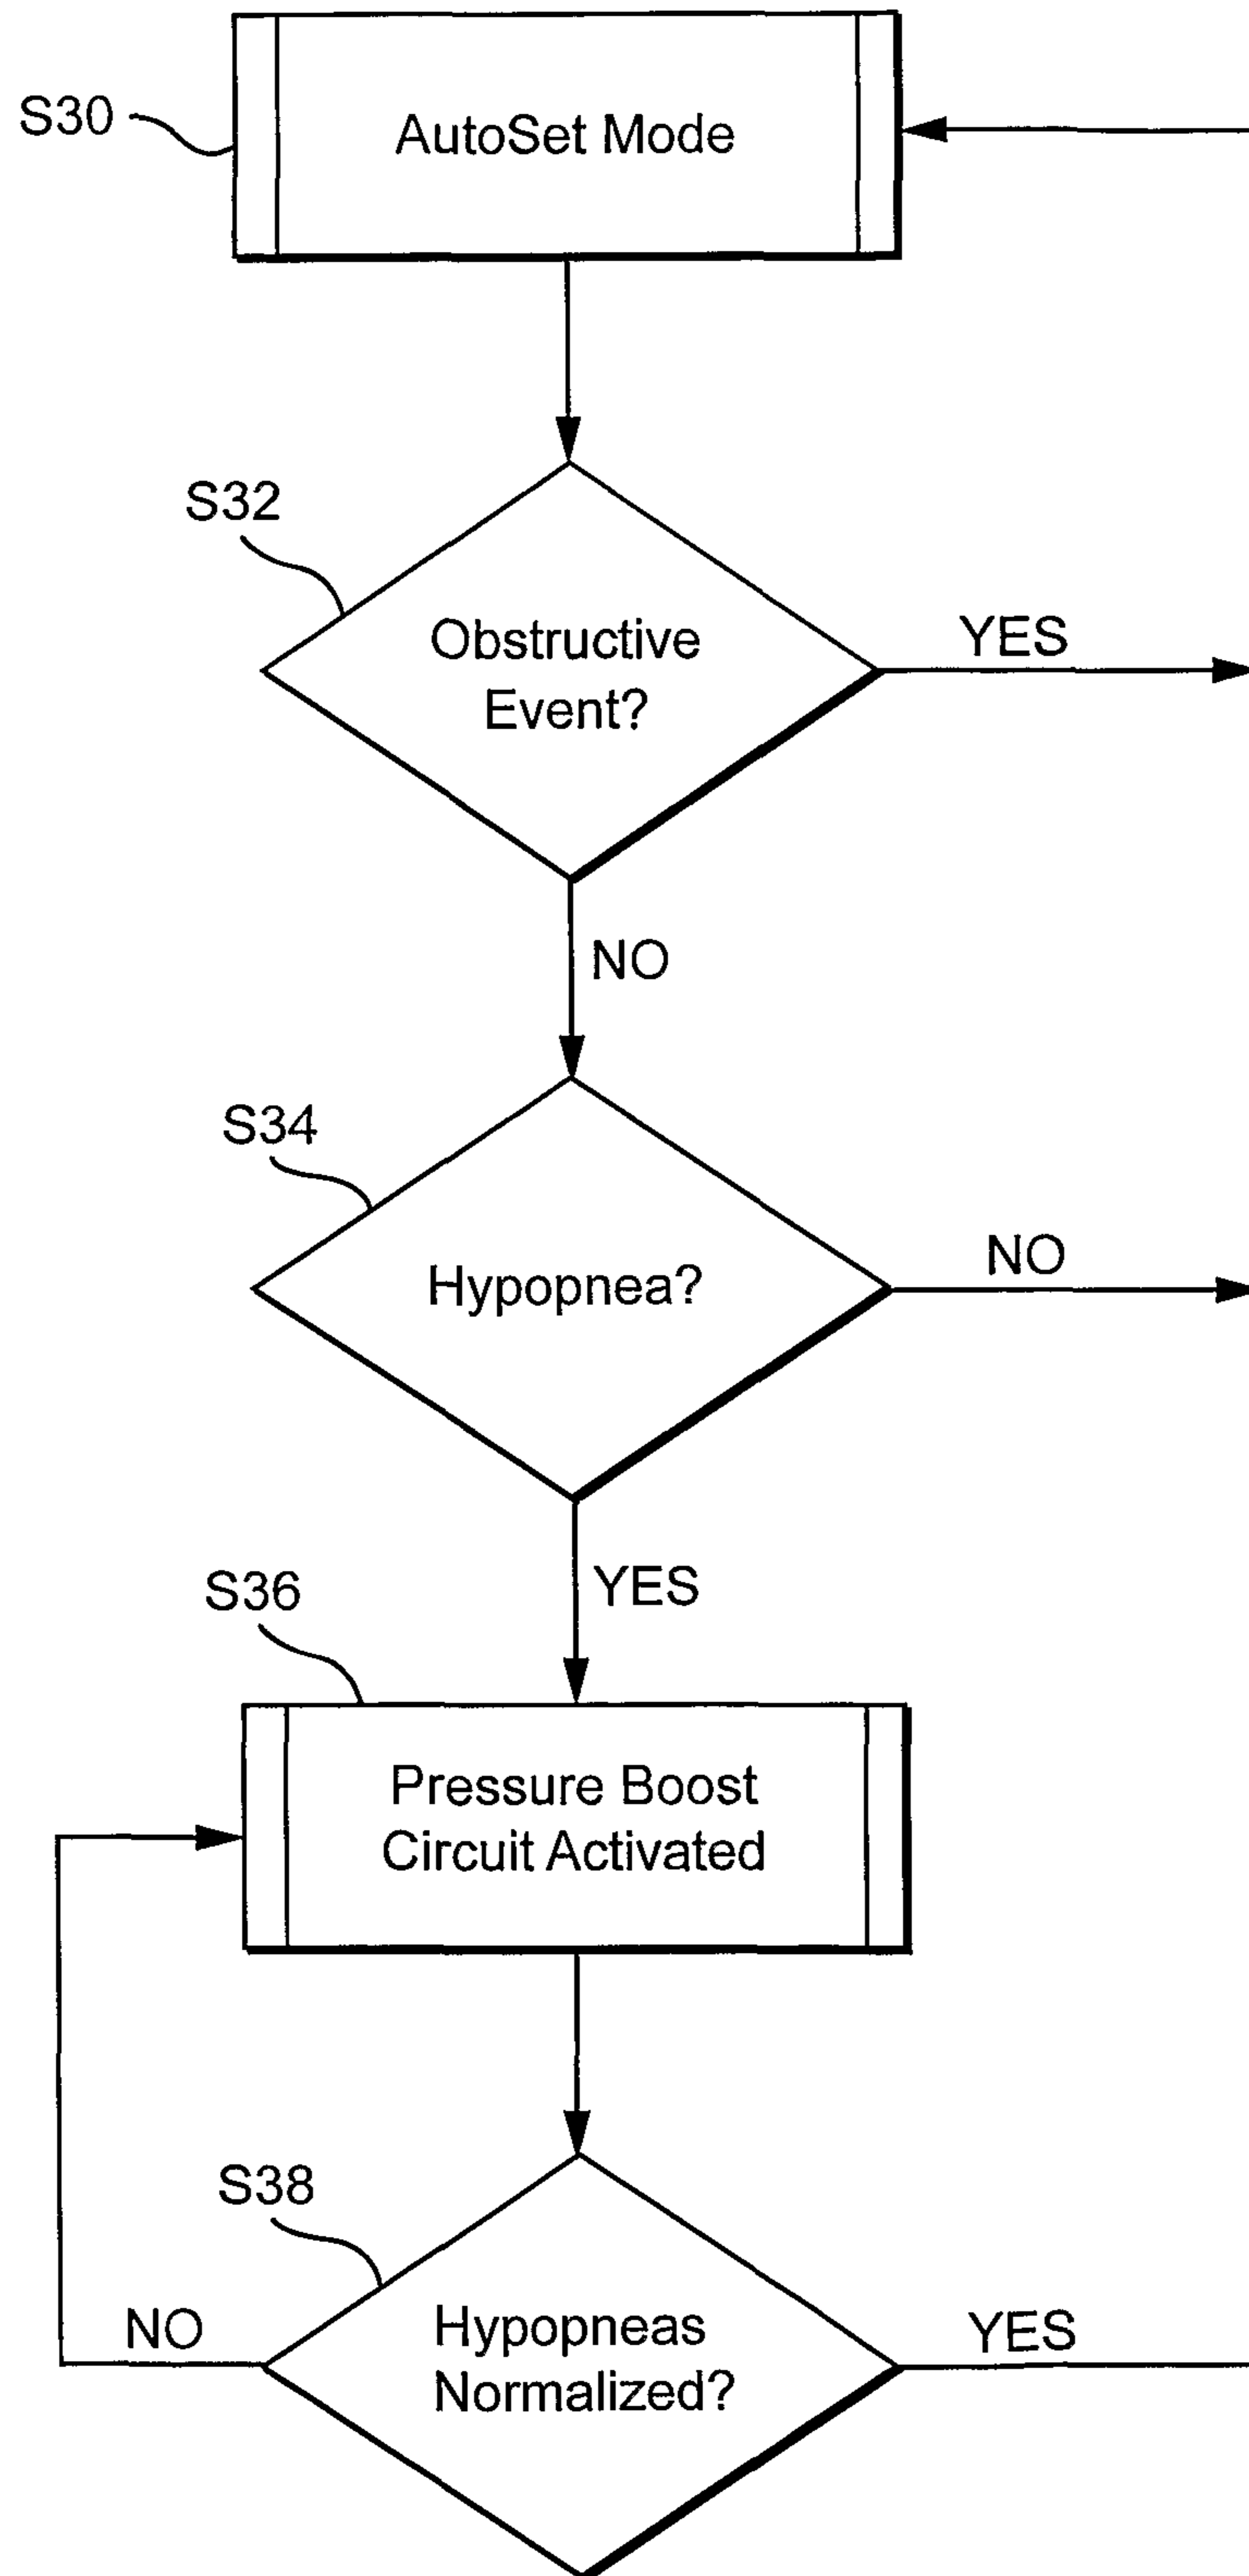 S30
AutoSet Mode
S32
Obstructive
Event?
YES
NO
S34
Hypopnea?
NO
YES
S36
Pressure Boost
Circuit Activated
S38
Hypopneas
Normalized?
NO
YES